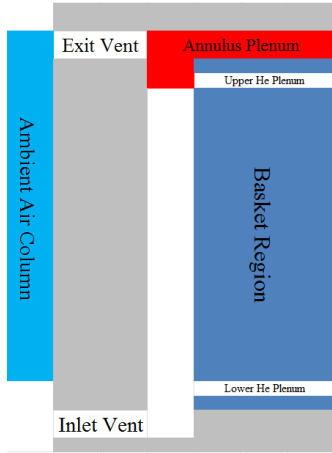 Exit Vent
Annulus Plenum
Upper He Plenum
Ambient Air Column
Basket Region
Lower He Plenum
Inlet Vent